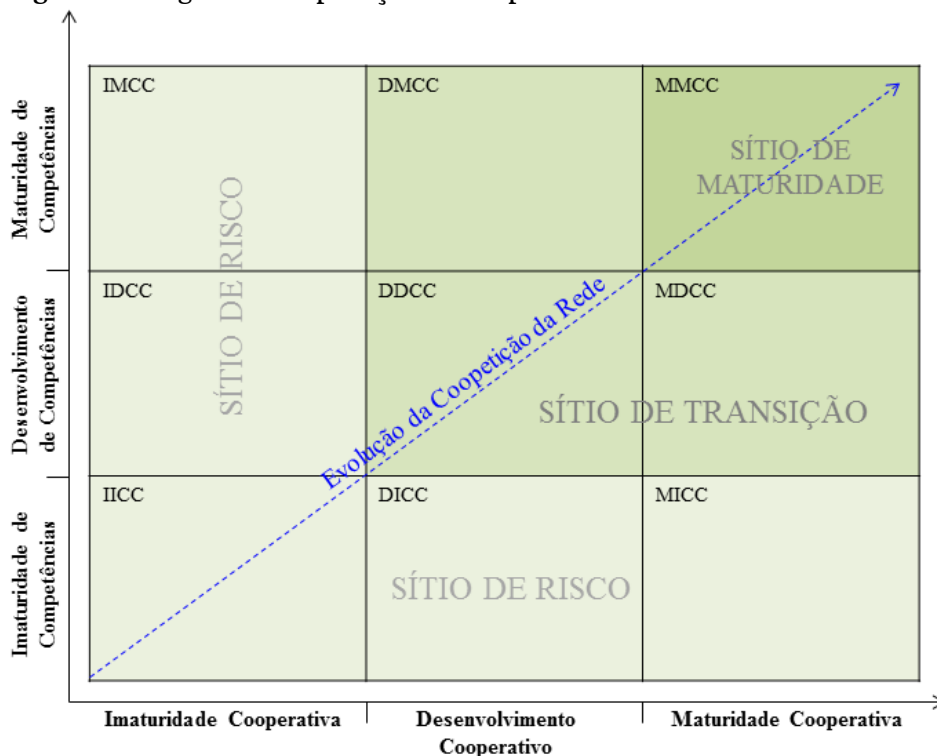 IMCC
DMCC
MMCC
SÍTIO DE
MATURIDADE
Maturidade de
Competências
SÍTIO DE RISCO
IDCC
DDCC
MDCC
Evolução da Coopetição da Rede
SÍTIO DE TRANSIÇÃO
Desenvolvimento
de Competências
IICC
DICC
MICC
SÍTIO DE RISCO
Imaturidade de
Competências
Imaturidade Cooperativa
Desenvolvimento
Cooperativo
Maturidade Cooperativa